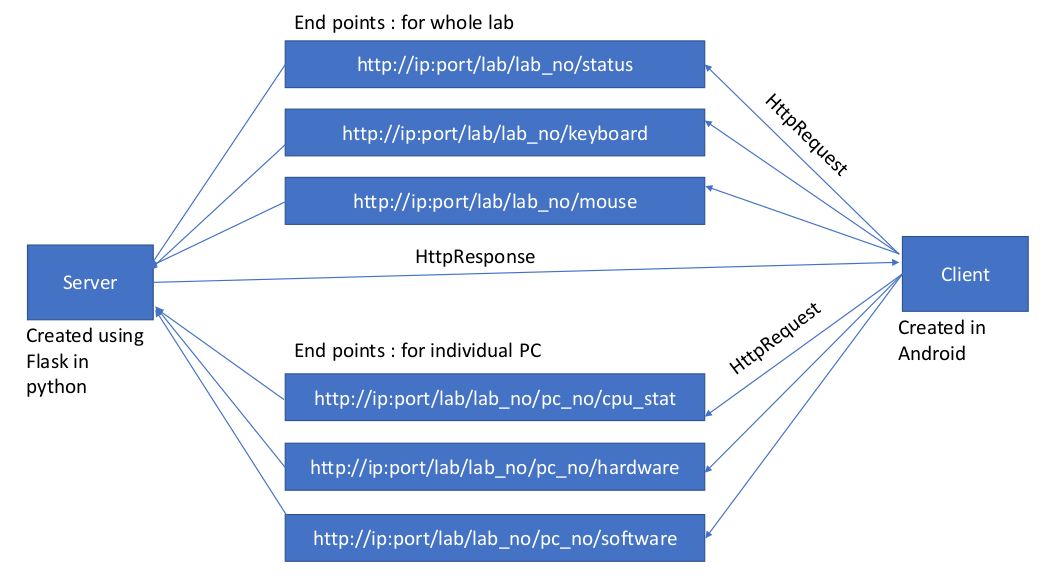 End points : for whole lab
http://ip:port/lab/lab_no/status
http://ip:port/lab/lab_no/keyboard
http://ip:port/lab/lab_no/mouse
HttpRequest
HttpResponse
Server
Created using
Flask in
python
Client
Created in
Android
HttpRequest
End points : for individual PC
http://ip:port/lab/lab_no/pc_no/cpu_stat
http://ip:port/lab/lab_no/pc_no/hardware
http://ip:port/lab/lab_no/pc_no/software